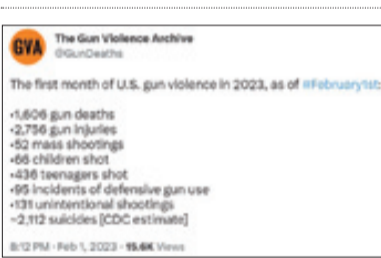 GVA
The Gun Violence Archive
@GunDeaths
The first month of U.S. gun violence in 2023, as of #February1st:
•1,606 gun deaths
•2,756 gun injuries
•52 mass shootings
•66 children shot
•436 teenagers shot
•95 incidents of defensive gun use
•131 unintentional shootings
~2,112 suicides [CDC estimate]
8:12 PM · Feb 1, 2023 · 15.6K Views